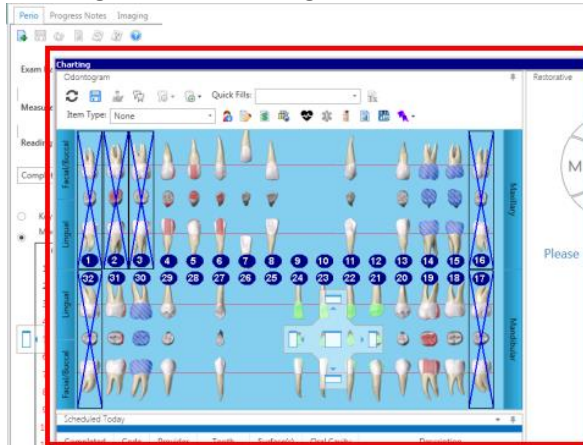 Perio Progress Notes Imaging
Charting
Odontogram
Restorative
Quick Fills:
Item Type: None
Exam
Measure
Reading
Complet
Facial/Buccal
Lingual
Maxillary
1 2 3 4 5 6 7 8 9 10 11 12 13 14 15 16
32 31 30 29 28 27 26 25 24 23 22 21 20 19 18 17
Lingual
Facial/Buccal
Mandibular
M
Please
Scheduled Today
Completed Code Provider Tooth Surface(s) Oral Cavity Description